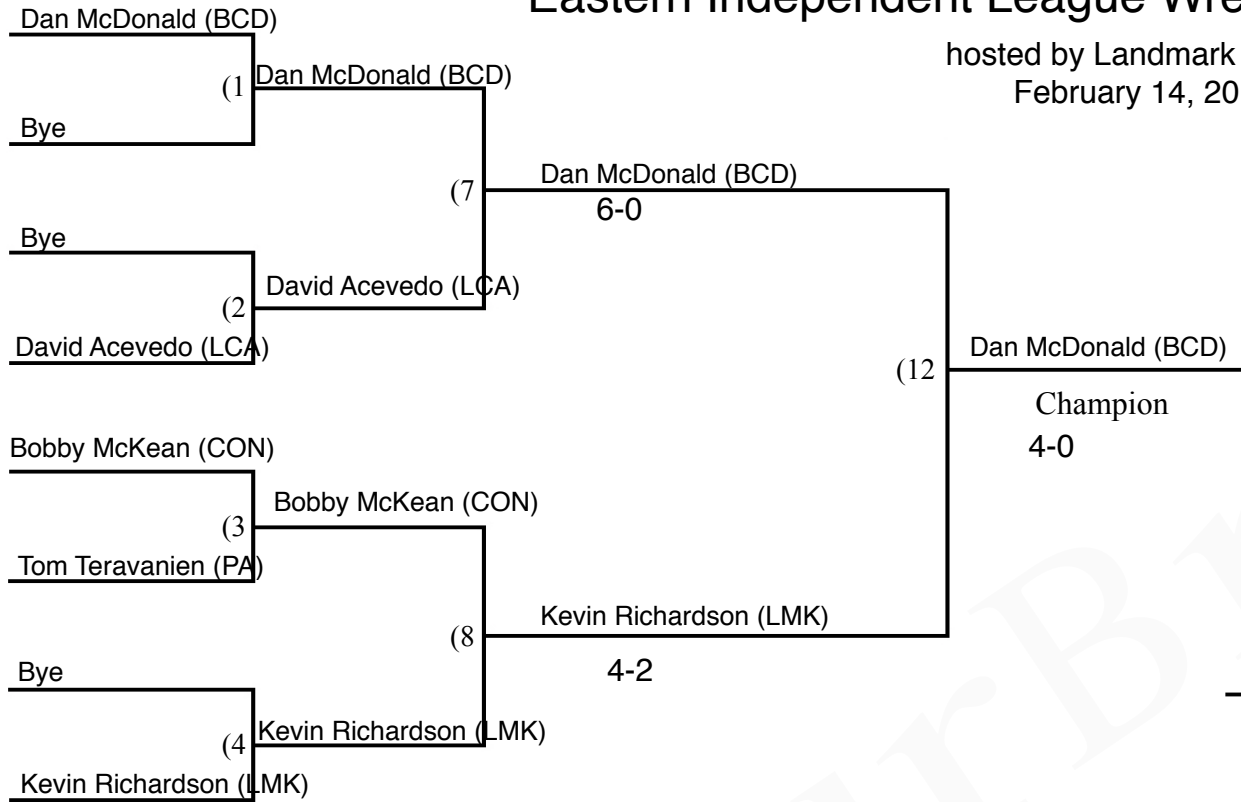 Eastern Independent League Wre
hosted by Landmark
February 14, 20
Dan McDonald (BCD)
(1
Dan McDonald (BCD)
Bye
(7
Dan McDonald (BCD)
6-0
Bye
(2
David Acevedo (LCA)
David Acevedo (LCA)
(12
Dan McDonald (BCD)
Champion
4-0
Bobby McKean (CON)
(3
Bobby McKean (CON)
Tom Teravanien (PA)
(8
Kevin Richardson (LMK)
4-2
Bye
(4
Kevin Richardson (LMK)
Kevin Richardson (LMK)